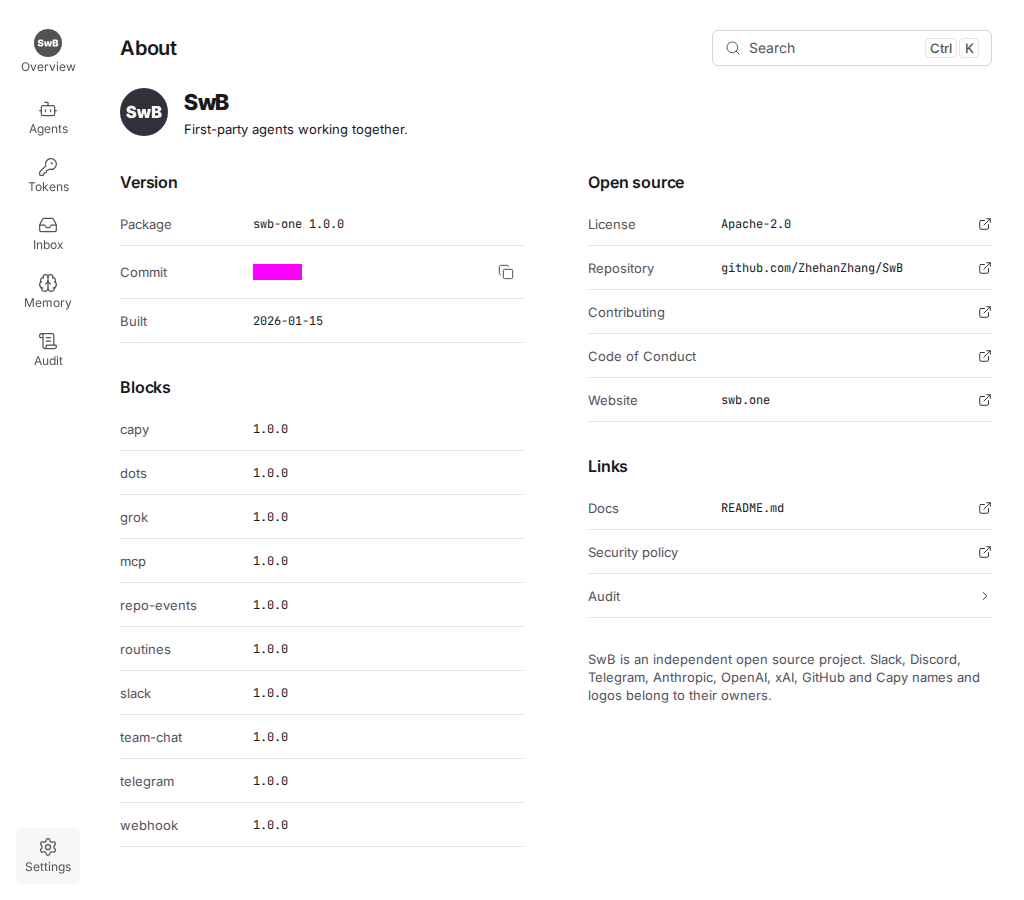 SwB
Overview
Agents
Tokens
Inbox
Memory
Audit
Settings
About
Search
Ctrl K
SwB
SwB
First-party agents working together.
Version
Package swb-one 1.0.0
Commit
Built 2026-01-15
Blocks
capy 1.0.0
dots 1.0.0
grok 1.0.0
mcp 1.0.0
repo-events 1.0.0
routines 1.0.0
slack 1.0.0
team-chat 1.0.0
telegram 1.0.0
webhook 1.0.0
Open source
License Apache-2.0
Repository github.com/ZhehanZhang/SwB
Contributing
Code of Conduct
Website swb.one
Links
Docs README.md
Security policy
Audit
SwB is an independent open source project. Slack, Discord,
Telegram, Anthropic, OpenAI, xAI, GitHub and Capy names and
logos belong to their owners.